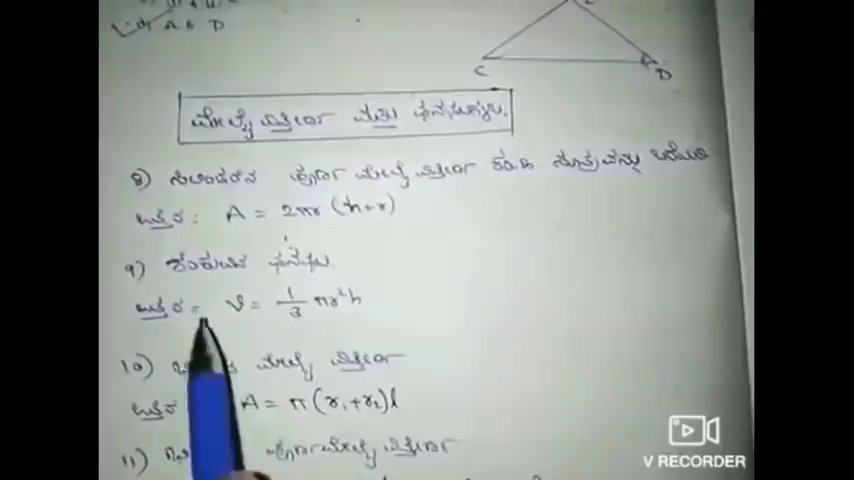 A B D
C
D
ಮೇಲ್ಮೈ ವಿಸ್ತೀರ್ಣ ಮತ್ತು ಘನಫಲಗಳು.
8) ಸಿಲಿಂಡರಿನ ಪೂರ್ಣ ಮೇಲ್ಮೈ ವಿಸ್ತೀರ್ಣ ಸೂತ್ರವನ್ನು ಬರೆಯಿರಿ
ಉತ್ತರ: A = 2πr (h+r)
9) ಶಂಕುವಿನ ಘನಫಲ
ಉತ್ತರ = V = 1/3 πr²h
10) ಮೇಲ್ಮೈ ವಿಸ್ತೀರ್ಣ
ಉತ್ತರ A = π(r₁+r₂)l
11) ಪೂರ್ಣಮೇಲ್ಮೈ ವಿಸ್ತೀರ್ಣ
V RECORDER